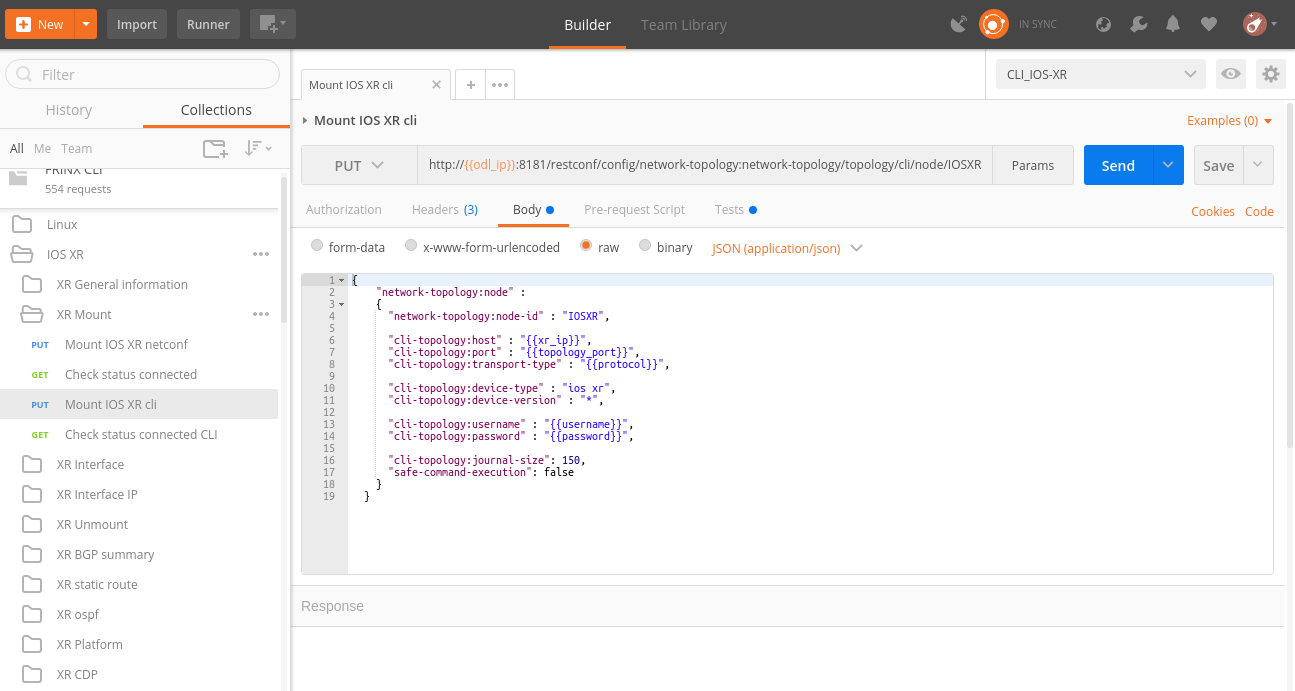 New Import Runner Builder Team Library IN SYNC
Filter
History Collections
All Me Team
FRINX CLI
554 requests
Linux
IOS XR
XR General information
XR Mount
PUT Mount IOS XR netconf
GET Check status connected
PUT Mount IOS XR cli
GET Check status connected CLI
XR Interface
XR Interface IP
XR Unmount
XR BGP summary
XR static route
XR ospf
XR Platform
XR CDP
Mount IOS XR cli
CLI_IOS-XR
Mount IOS XR cli Examples (0)
PUT http://{{odl_ip}}:8181/restconf/config/network-topology:network-topology/topology/cli/node/IOSXR Params Send Save
Authorization Headers (3) Body Pre-request Script Tests Cookies Code
form-data x-www-form-urlencoded raw binary JSON (application/json)
1 {
2 "network-topology:node" :
3 {
4 "network-topology:node-id" : "IOSXR",
5
6 "cli-topology:host" : "{{xr_ip}}",
7 "cli-topology:port" : "{{topology_port}}",
8 "cli-topology:transport-type" : "{{protocol}}",
9
10 "cli-topology:device-type" : "ios xr",
11 "cli-topology:device-version" : "*",
12
13 "cli-topology:username" : "{{username}}",
14 "cli-topology:password" : "{{password}}",
15
16 "cli-topology:journal-size": 150,
17 "safe-command-execution": false
18 }
19 }
Response